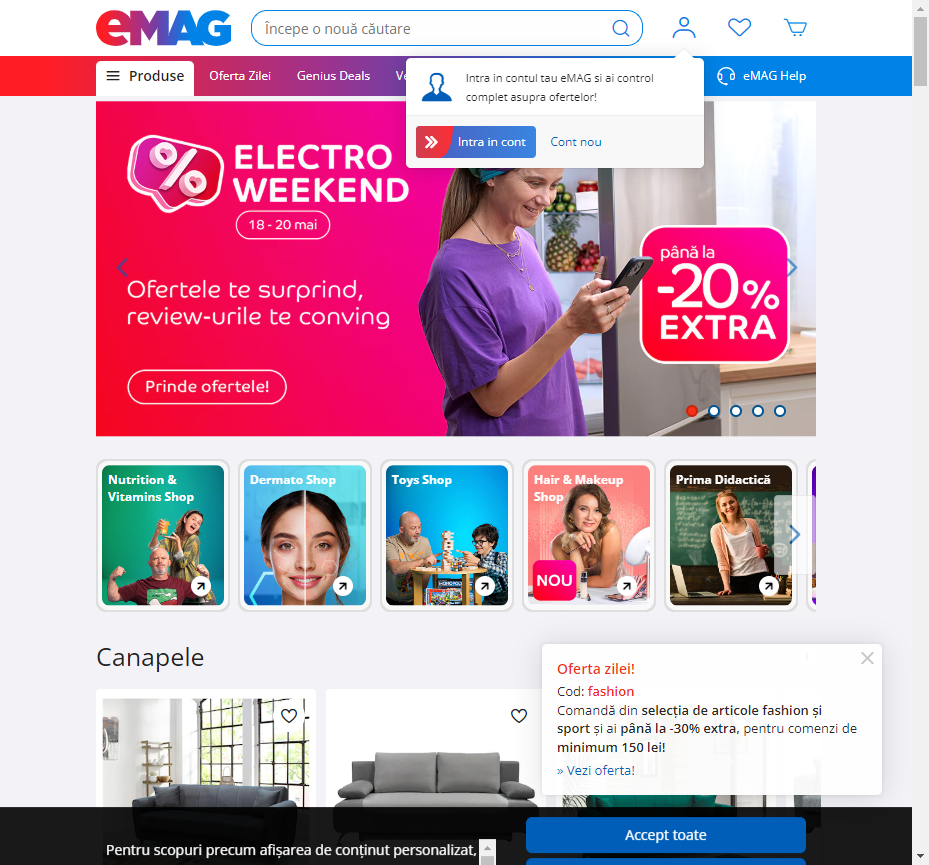 eMAG
Începe o nouă căutare
Produse
Oferta Zilei
Genius Deals
eMAG Help
Intra in contul tau eMAG si ai control
complet asupra ofertelor!
Intra in cont
Cont nou
ELECTRO
WEEKEND
18 - 20 mai
Ofertele te surprind,
review-urile te conving
Prinde ofertele!
până la
-20%
EXTRA
Nutrition &
Vitamins Shop
Dermato Shop
Toys Shop
MONOPOLY
Hair & Makeup
Shop
NOU
Prima Didactică
Canapele
Oferta zilei!
Cod: fashion
Comandă din selecția de articole fashion și
sport și ai până la -30% extra, pentru comenzi de
minimum 150 lei!
» Vezi oferta!
Pentru scopuri precum afișarea de conținut personalizat,
Accept toate